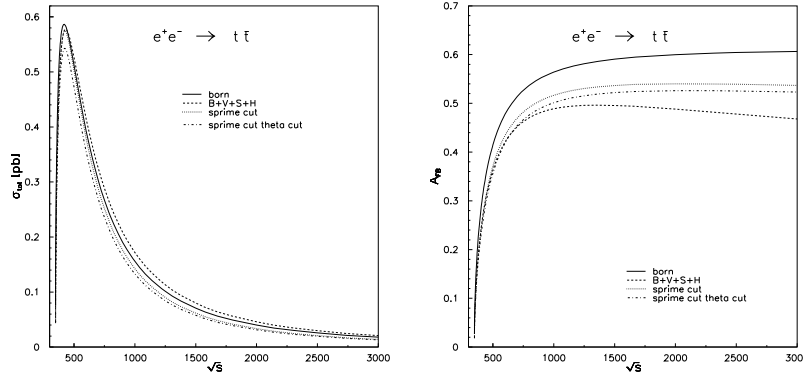 e⁺e⁻ → t t̄
born
B+V+S+H
sprime cut
sprime cut theta cut
σtot [pb]
0.6
0.5
0.4
0.3
0.2
0.1
0
500
1000
1500
2000
2500
3000
√S
e⁺e⁻ → t t̄
born
B+V+S+H
sprime cut
sprime cut theta cut
AFB
0.7
0.6
0.5
0.4
0.3
0.2
0.1
0
500
1000
1500
2000
2500
3000
√S